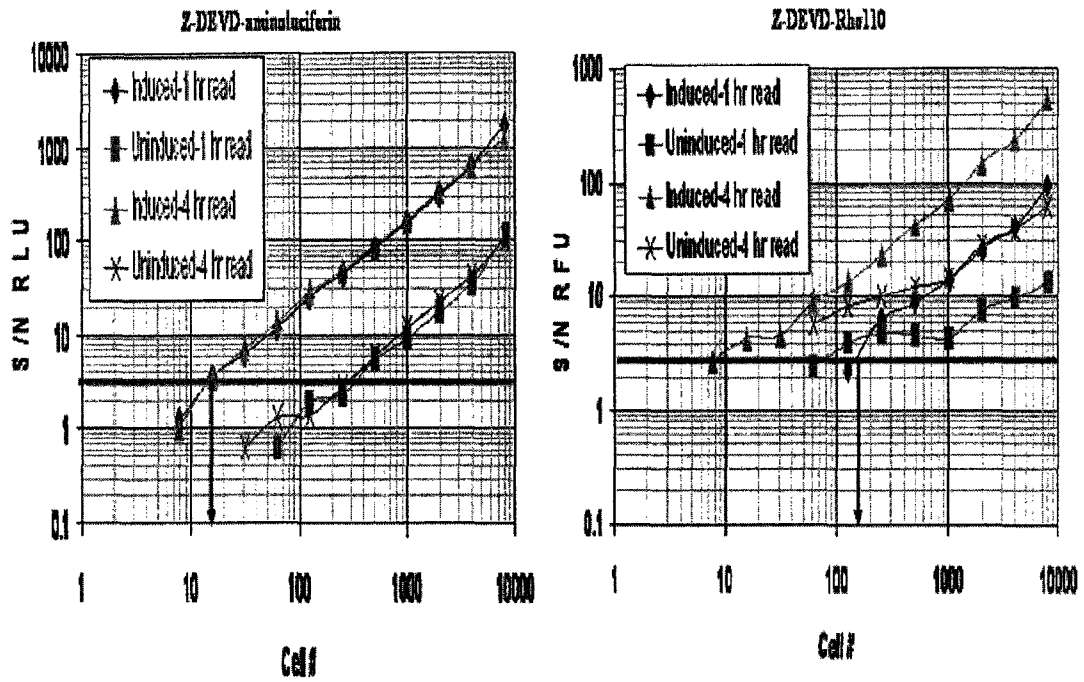 Z-DEVD-aminoluciferin
10000
1000
100
10
1
0.1
S/N RLU
Induced-1 hr read
Uninduced-1 hr read
Induced-4 hr read
Uninduced-4 hr read
1
10
100
1000
10000
Cell #
Z-DEVD-Rho110
1000
100
10
1
0.1
S/N RFU
Induced-1 hr read
Uninduced-1 hr read
Induced-4 hr read
Uninduced-4 hr read
1
10
100
1000
10000
Cell #